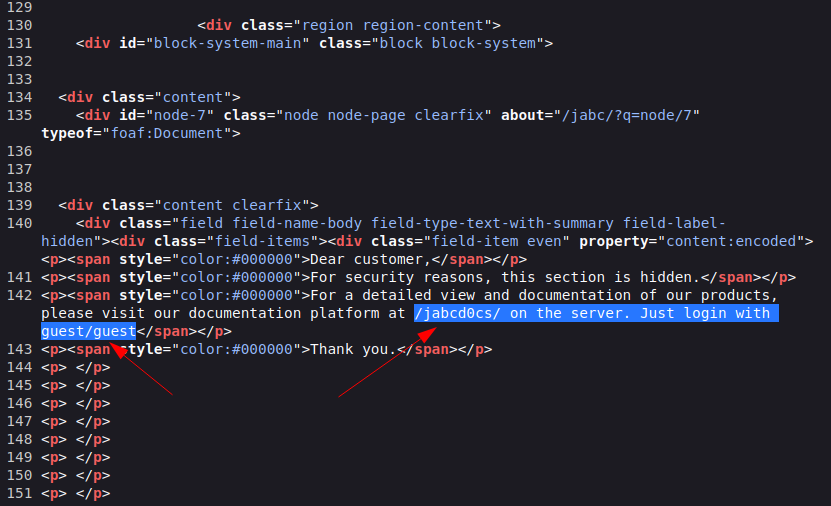 129
130 <div class="region region-content">
131 <div id="block-system-main" class="block block-system">
132
133
134 <div class="content">
135 <div id="node-7" class="node node-page clearfix" about="/jabc/?q=node/7"
typeof="foaf:Document">
136
137
138
139 <div class="content clearfix">
140 <div class="field field-name-body field-type-text-with-summary field-label-
hidden"><div class="field-items"><div class="field-item even" property="content:encoded">
<p><span style="color:#000000">Dear customer,</span></p>
141 <p><span style="color:#000000">For security reasons, this section is hidden.</span></p>
142 <p><span style="color:#000000">For a detailed view and documentation of our products,
please visit our documentation platform at /jabcd0cs/ on the server. Just login with
guest/guest</span></p>
143 <p><span style="color:#000000">Thank you.</span></p>
144 <p> </p>
145 <p> </p>
146 <p> </p>
147 <p> </p>
148 <p> </p>
149 <p> </p>
150 <p> </p>
151 <p> </p>